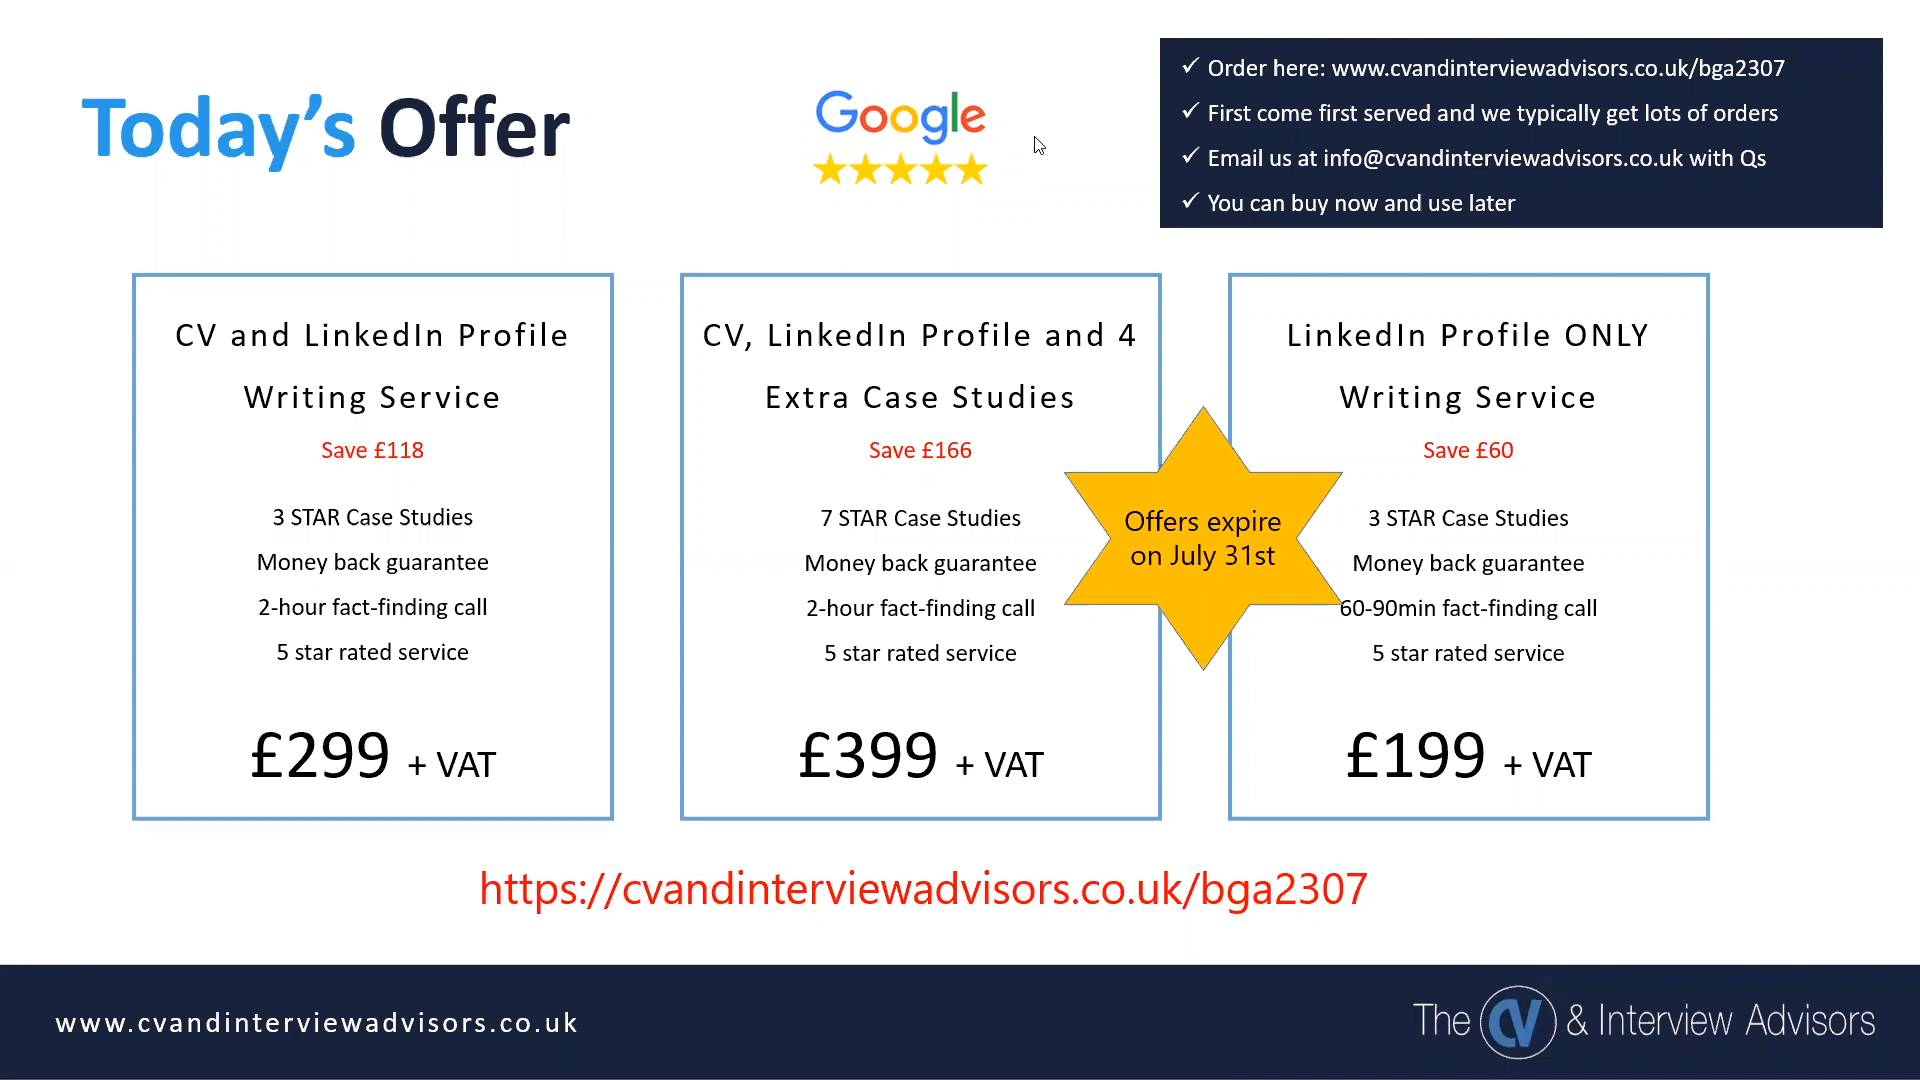 Today's Offer
Google
✓ Order here: www.cvandinterviewadvisors.co.uk/bga2307
✓ First come first served and we typically get lots of orders
✓ Email us at info@cvandinterviewadvisors.co.uk with Qs
✓ You can buy now and use later
CV and LinkedIn Profile
Writing Service
Save £118
3 STAR Case Studies
Money back guarantee
2-hour fact-finding call
5 star rated service
£299 + VAT
CV, LinkedIn Profile and 4
Extra Case Studies
Save £166
7 STAR Case Studies
Money back guarantee
2-hour fact-finding call
5 star rated service
£399 + VAT
Offers expire
on July 31st
LinkedIn Profile ONLY
Writing Service
Save £60
3 STAR Case Studies
Money back guarantee
60-90min fact-finding call
5 star rated service
£199 + VAT
https://cvandinterviewadvisors.co.uk/bga2307
www.cvandinterviewadvisors.co.uk
The CV & Interview Advisors